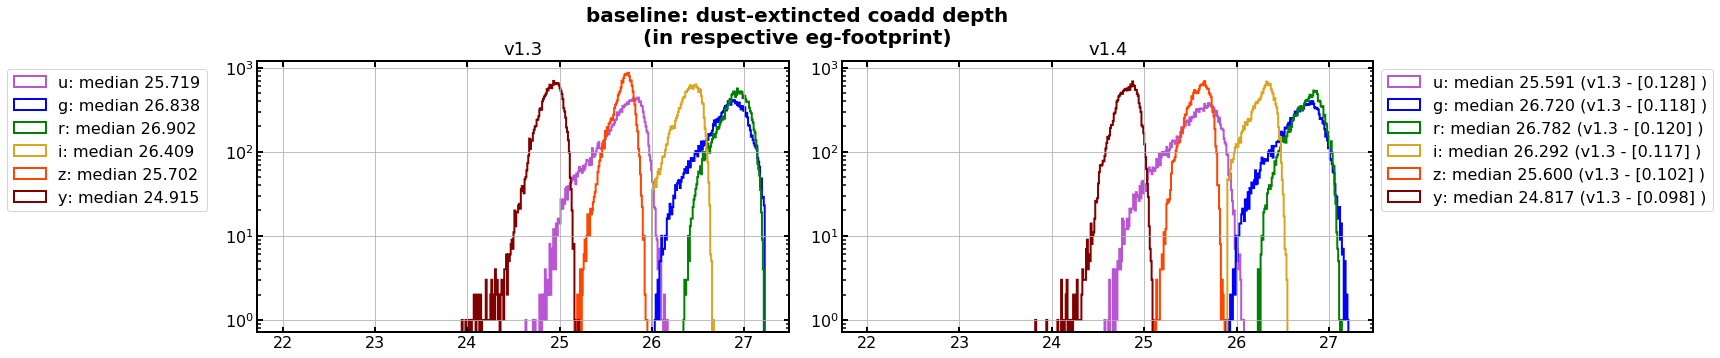 baseline: dust-extincted coadd depth
(in respective eg-footprint)
v1.3
v1.4
u: median 25.719
g: median 26.838
r: median 26.902
i: median 26.409
z: median 25.702
y: median 24.915
10³
10²
10¹
10⁰
22 23 24 25 26 27
10³
10²
10¹
10⁰
22 23 24 25 26 27
u: median 25.591 (v1.3 - [0.128] )
g: median 26.720 (v1.3 - [0.118] )
r: median 26.782 (v1.3 - [0.120] )
i: median 26.292 (v1.3 - [0.117] )
z: median 25.600 (v1.3 - [0.102] )
y: median 24.817 (v1.3 - [0.098] )